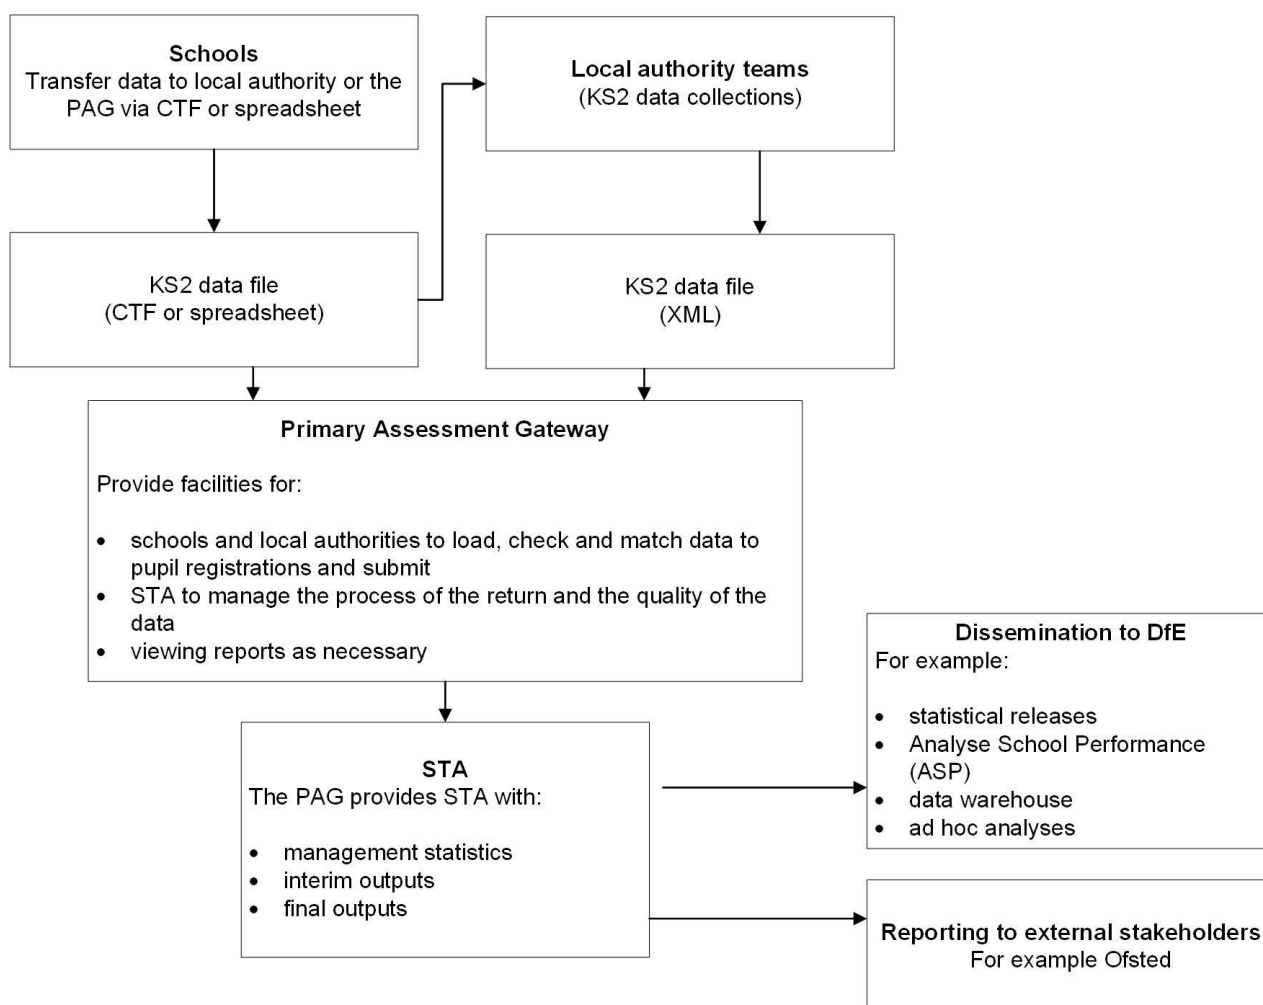 Schools
Transfer data to local authority or the
PAG via CTF or spreadsheet
Local authority teams
(KS2 data collections)
KS2 data file
(CTF or spreadsheet)
KS2 data file
(XML)
Primary Assessment Gateway
Provide facilities for:
• schools and local authorities to load, check and match data to
pupil registrations and submit
• STA to manage the process of the return and the quality of the
data
• viewing reports as necessary
STA
The PAG provides STA with:
• management statistics
• interim outputs
• final outputs
Dissemination to DfE
For example:
• statistical releases
• Analyse School Performance
(ASP)
• data warehouse
• ad hoc analyses
Reporting to external stakeholders
For example Ofsted